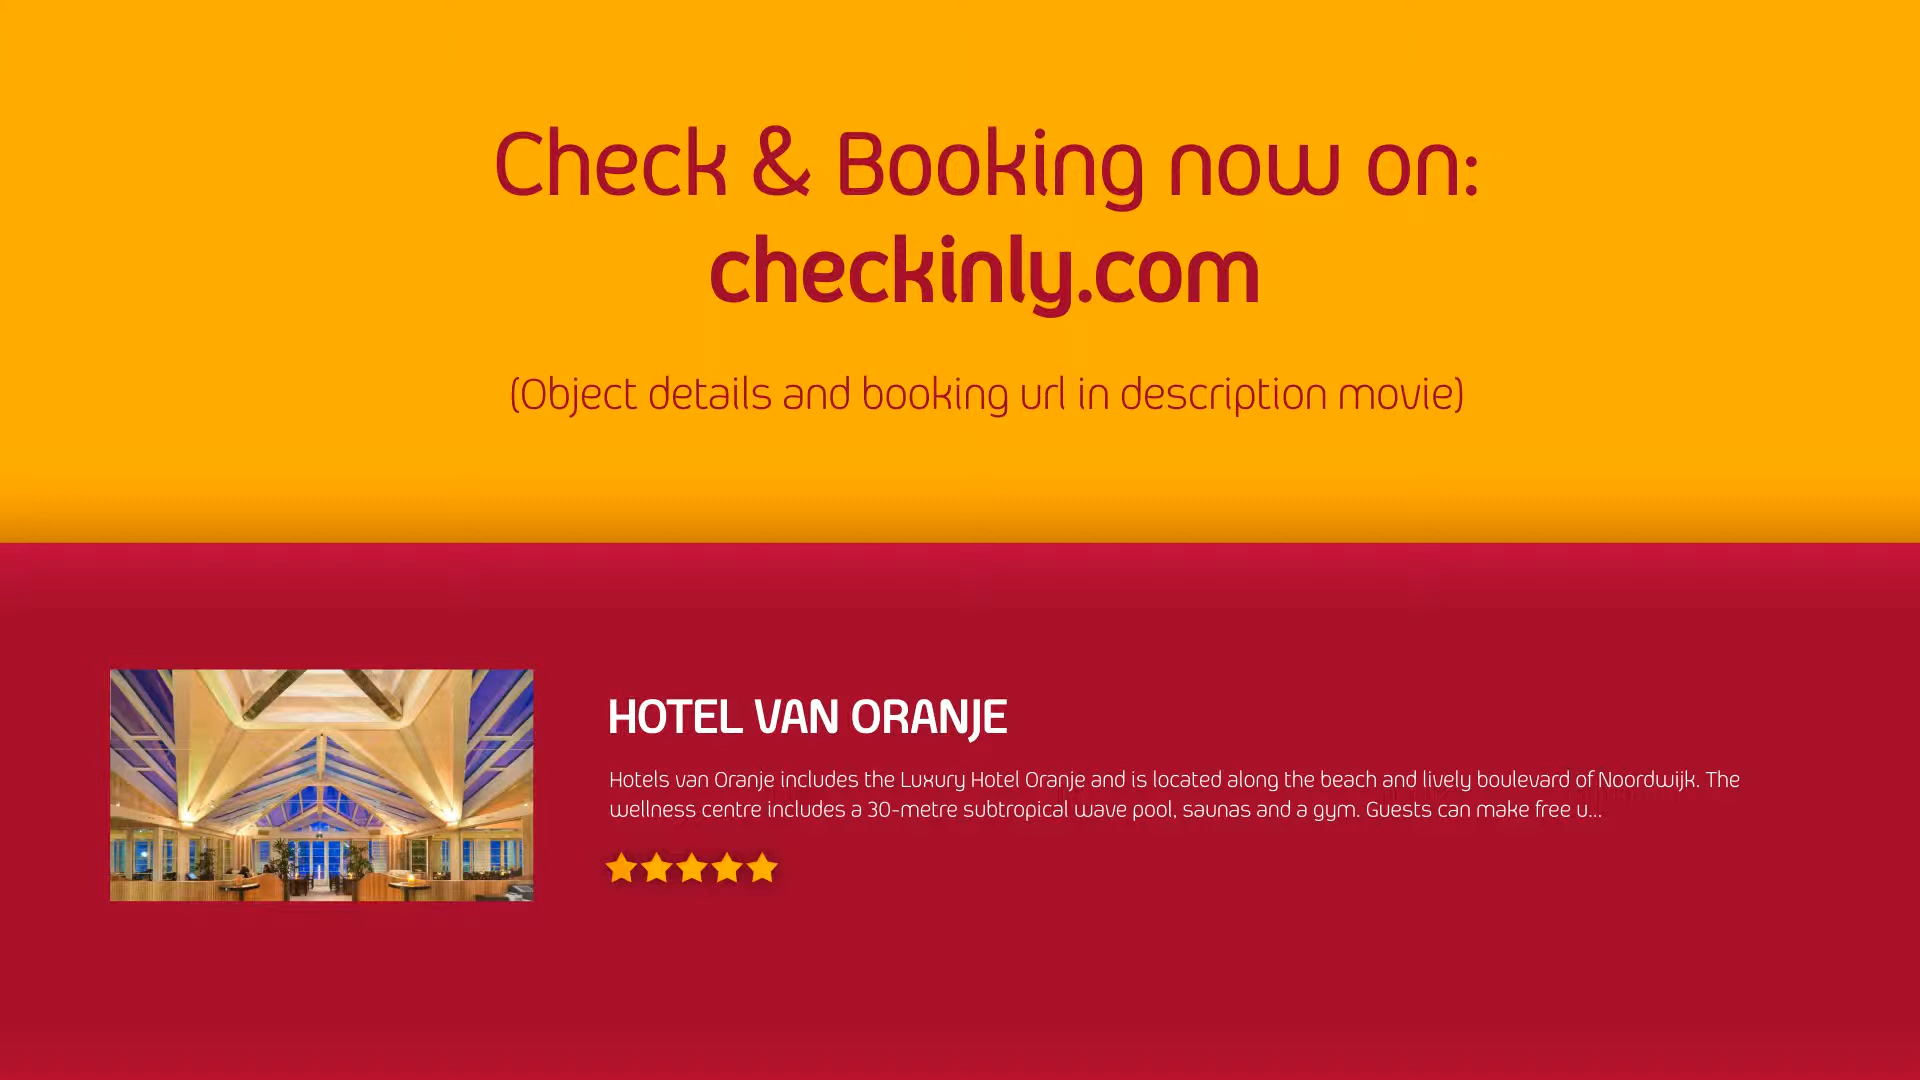 Check & Booking now on:
checkinly.com
(Object details and booking url in description movie)
HOTEL VAN ORANJE
Hotels van Oranje includes the Luxury Hotel Oranje and is located along the beach and lively boulevard of Noordwijk. The
wellness centre includes a 30-metre subtropical wave pool, saunas and a gym. Guests can make free u...